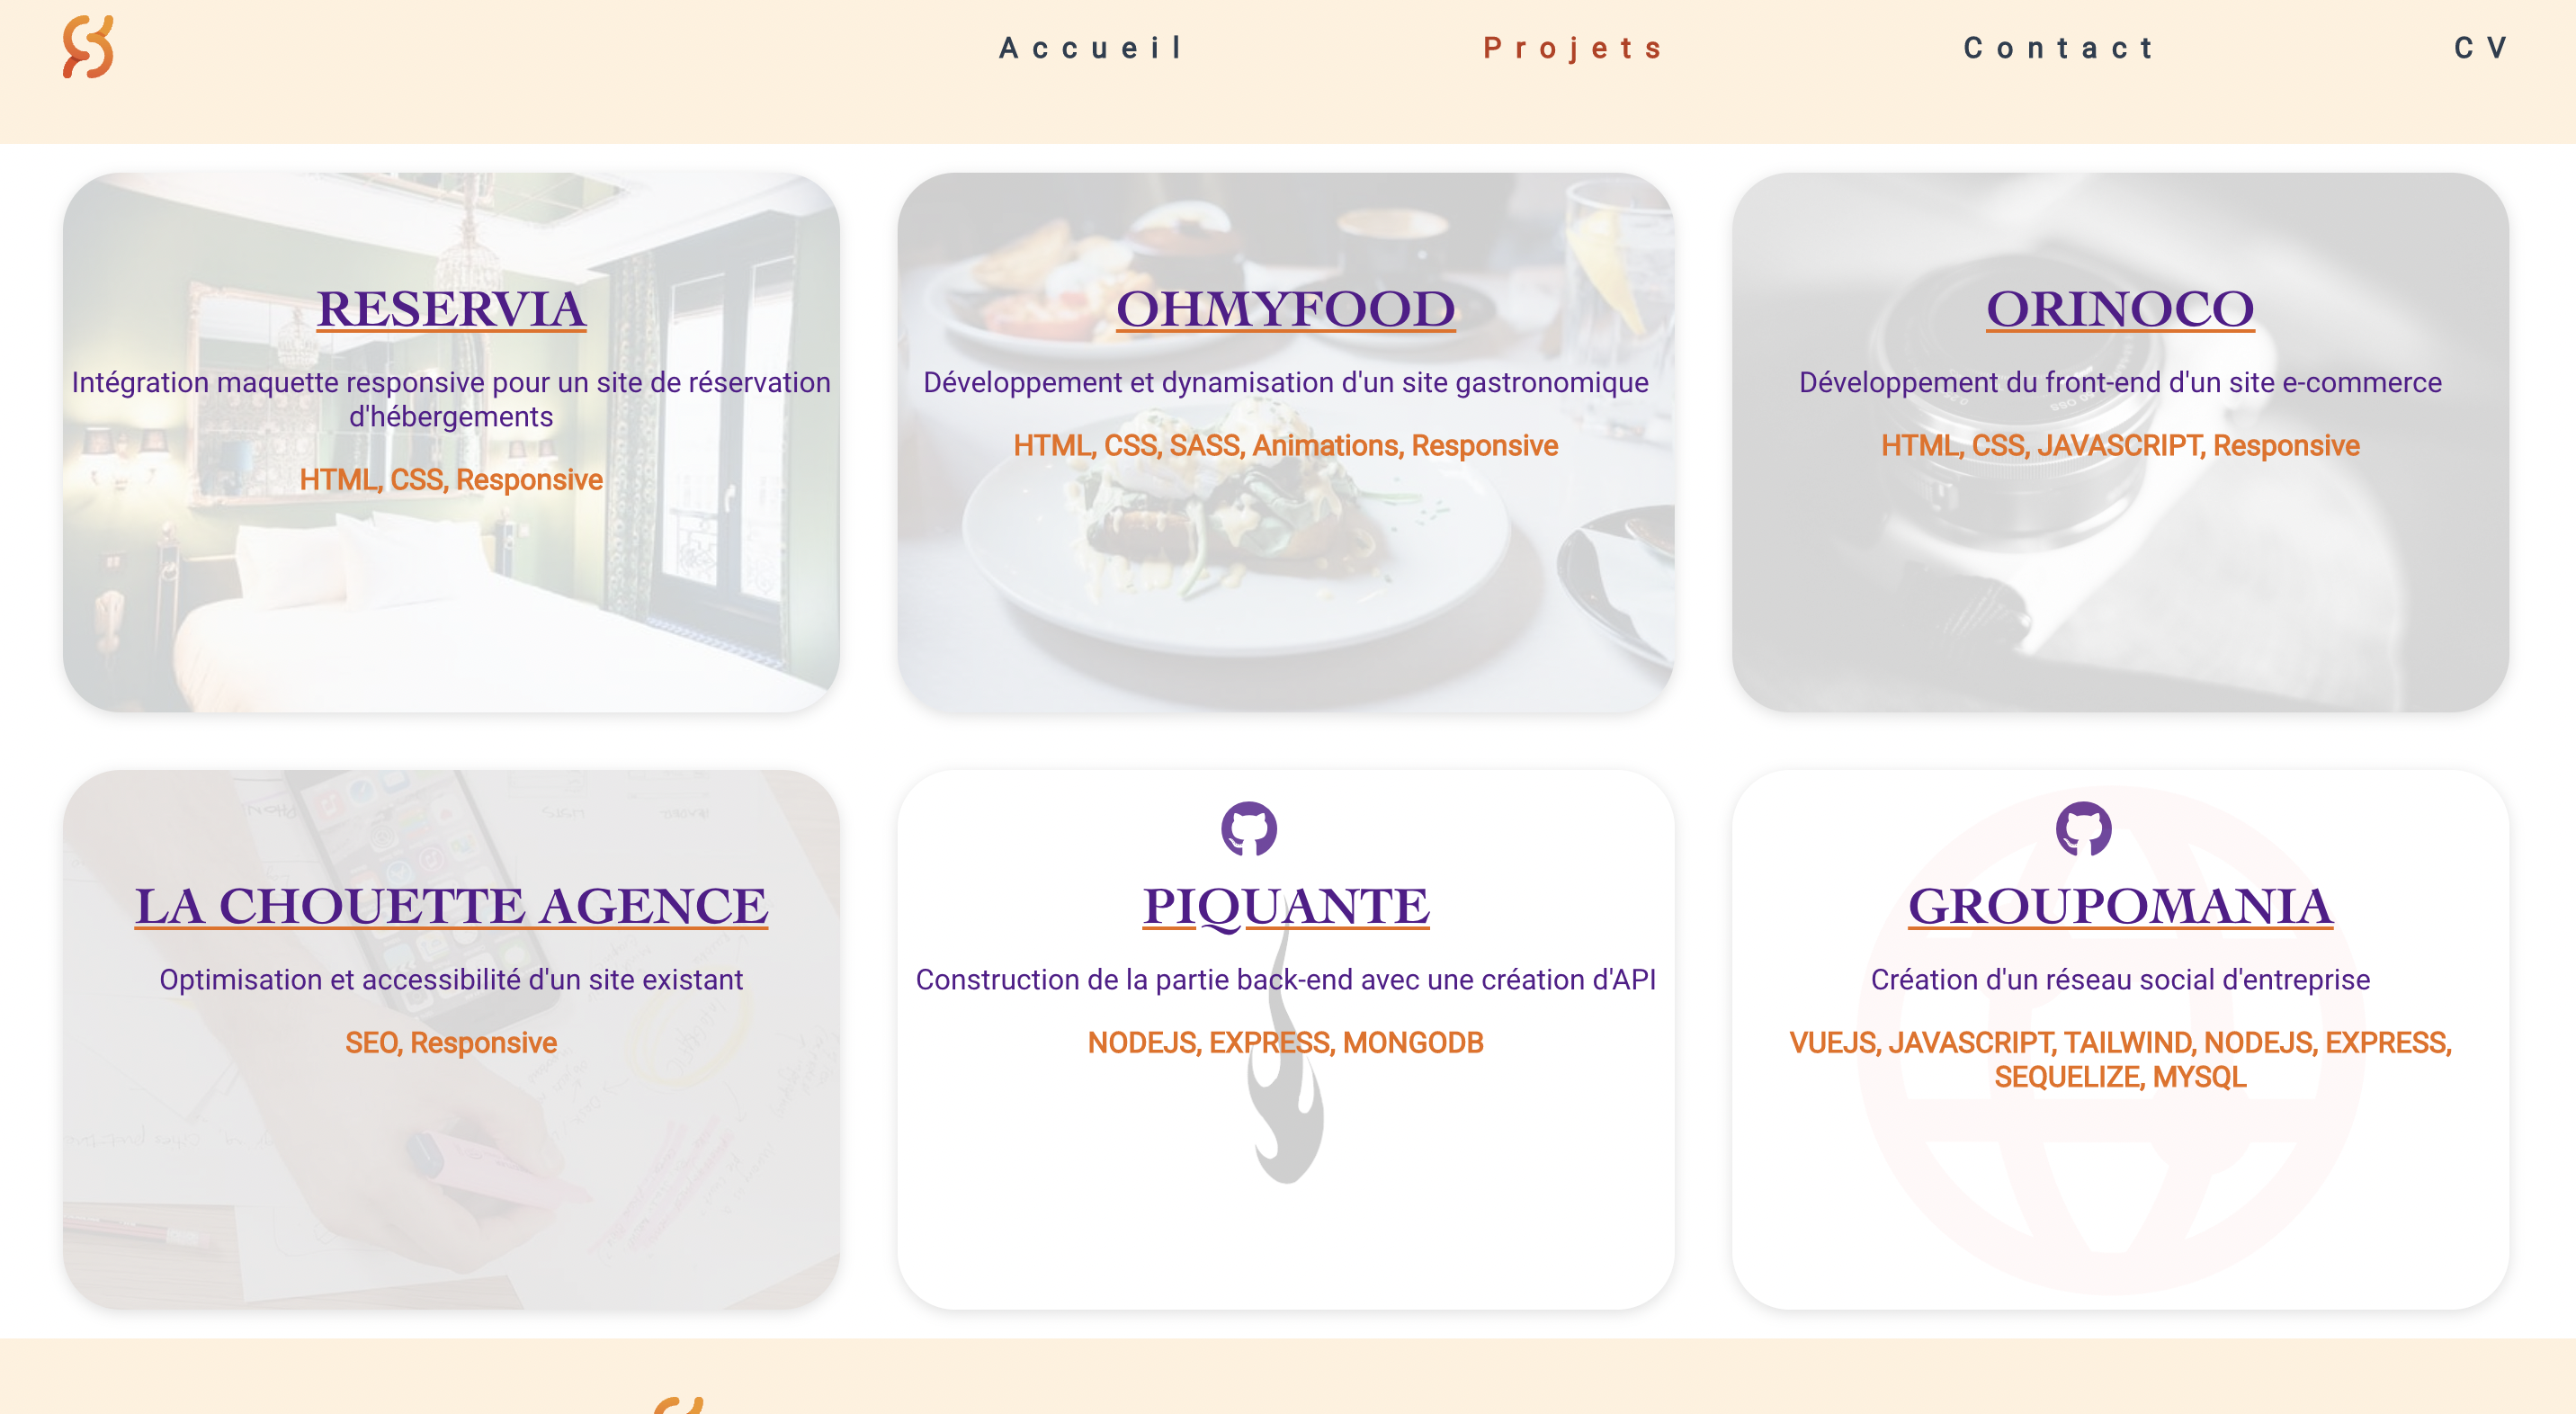 Accueil
Projets
Contact
CV
RESERVIA
Intégration maquette responsive pour un site de réservation
d'hébergements
HTML, CSS, Responsive
OHMYFOOD
Développement et dynamisation d'un site gastronomique
HTML, CSS, SASS, Animations, Responsive
ORINOCO
Développement du front-end d'un site e-commerce
HTML, CSS, JAVASCRIPT, Responsive
LA CHOUETTE AGENCE
Optimisation et accessibilité d'un site existant
SEO, Responsive
PIQUANTE
Construction de la partie back-end avec une création d'API
NODEJS, EXPRESS, MONGODB
GROUPOMANIA
Création d'un réseau social d'entreprise
VUEJS, JAVASCRIPT, TAILWIND, NODEJS, EXPRESS,
SEQUELIZE, MYSQL